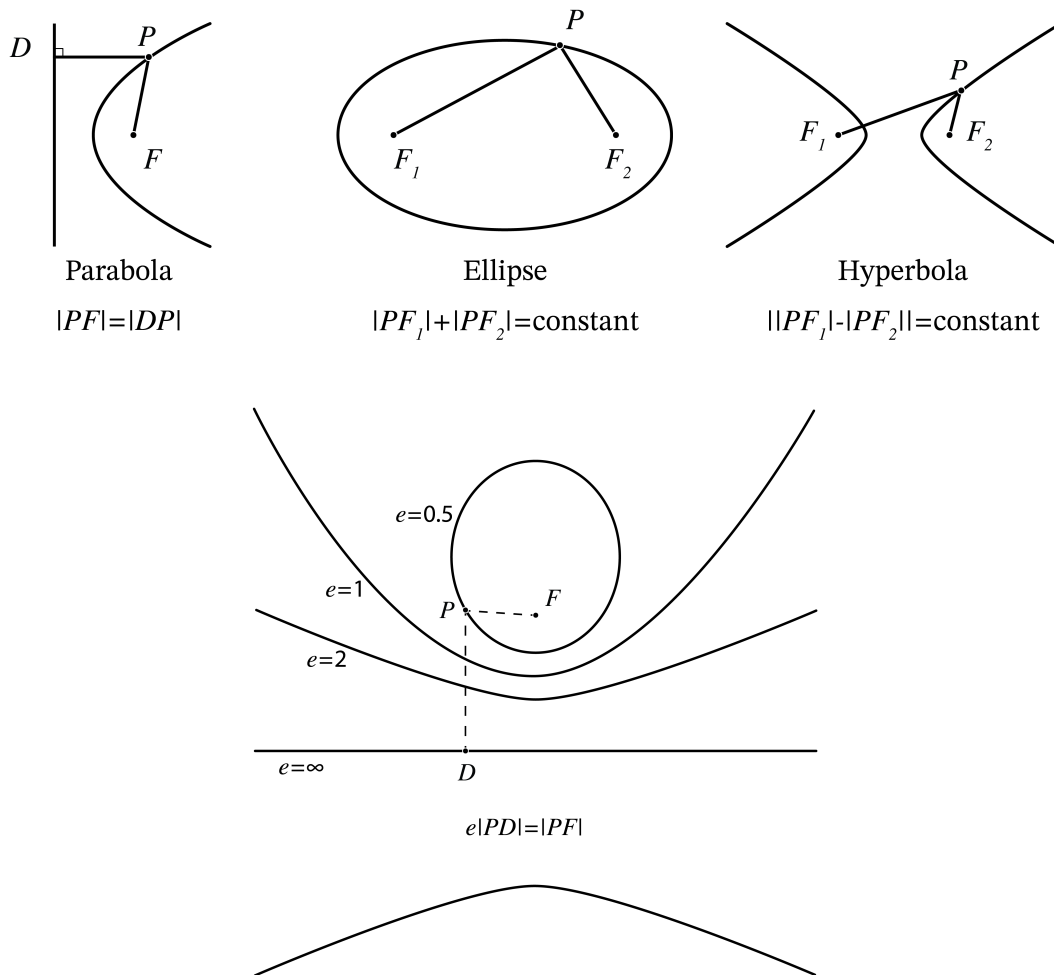 D P F
P F₁ F₂
P F₁ F₂
Parabola
|PF|=|DP|
Ellipse
|PF₁|+|PF₂|=constant
Hyperbola
||PF₁|-|PF₂||=constant
e=0.5
e=1
P F
e=2
e=∞
D
e|PD|=|PF|